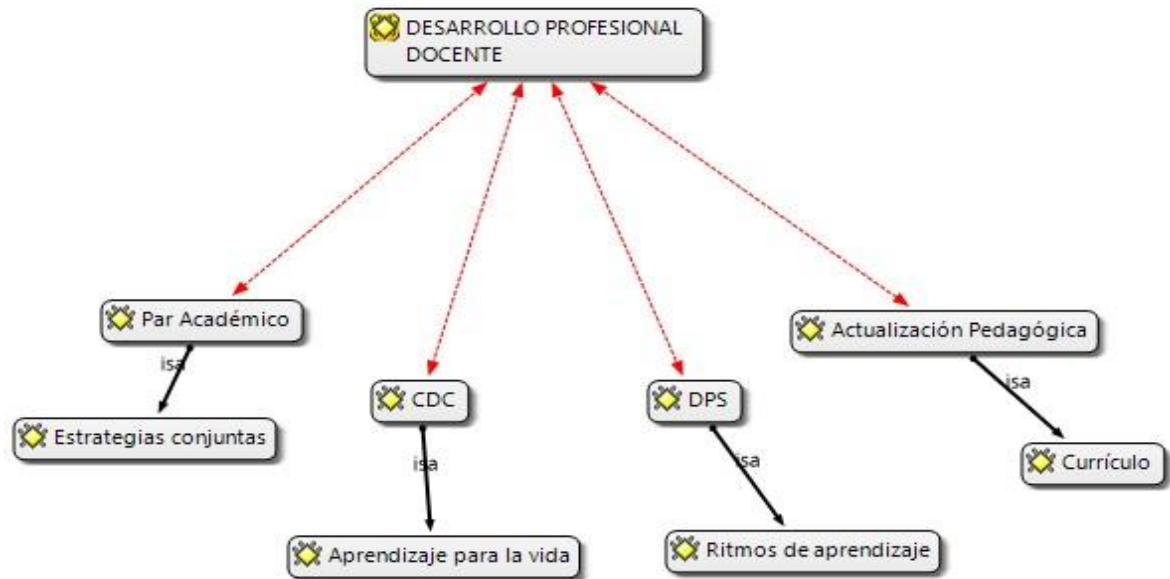 DESARROLLO PROFESIONAL
DOCENTE
Par Académico
Actualización Pedagógica
isa
isa
CDC
DPS
Estrategias conjuntas
isa
isa
Currículo
Aprendizaje para la vida
Ritmos de aprendizaje